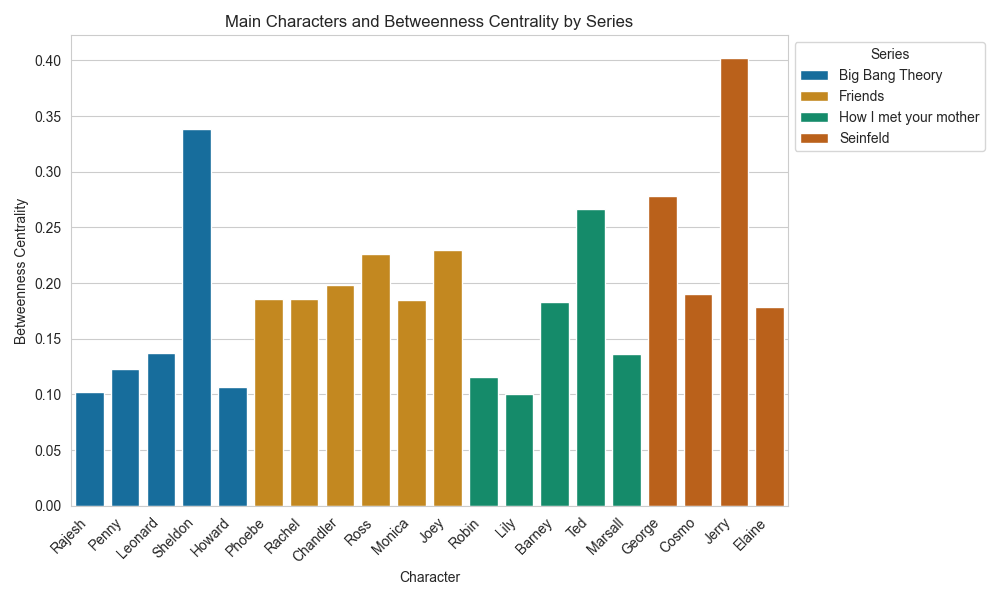 Main Characters and Betweenness Centrality by Series
Series
Big Bang Theory
Friends
How I met your mother
Seinfeld
Betweenness Centrality
0.40
0.35
0.30
0.25
0.20
0.15
0.10
0.05
0.00
Rajesh
Penny
Leonard
Sheldon
Howard
Phoebe
Rachel
Chandler
Ross
Monica
Joey
Robin
Lily
Barney
Ted
Marsall
George
Cosmo
Jerry
Elaine
Character